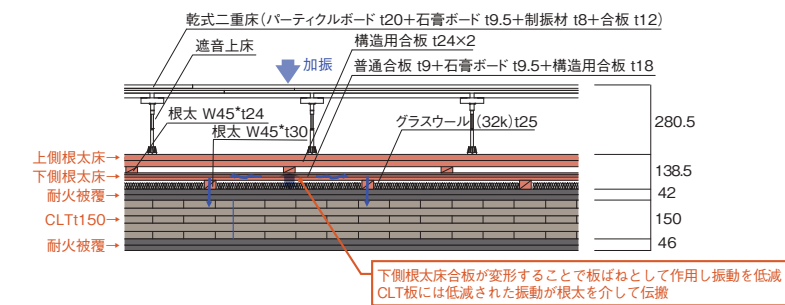 乾式二重床（パーティクルボード t20＋石膏ボード t9.5＋制振材 t8＋合板 t12）
遮音上床
構造用合板 t24×2
加振
普通合板 t9＋石膏ボード t9.5＋構造用合板 t18
根太 W45*t24
グラスウール（32k）t25
根太 W45*t30
280.5
上側根太床→
下側根太床→
138.5
耐火被覆→
42
CLTt150→
150
耐火被覆→
46
下側根太床合板が変形することで板ばねとして作用し振動を低減
CLT板には低減された振動が根太を介して伝搬